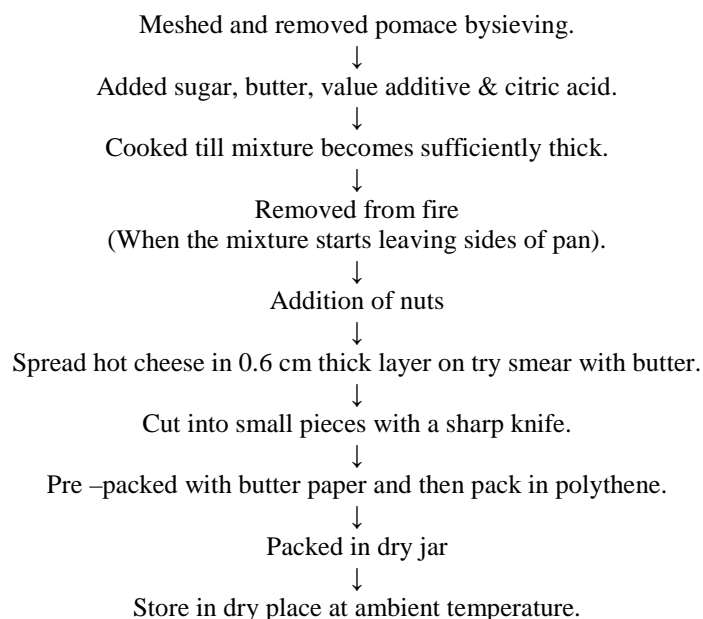 Meshed and removed pomace bysieving.
↓
Added sugar, butter, value additive & citric acid.
↓
Cooked till mixture becomes sufficiently thick.
↓
Removed from fire
(When the mixture starts leaving sides of pan).
↓
Addition of nuts
↓
Spread hot cheese in 0.6 cm thick layer on try smear with butter.
↓
Cut into small pieces with a sharp knife.
↓
Pre –packed with butter paper and then pack in polythene.
↓
Packed in dry jar
↓
Store in dry place at ambient temperature.